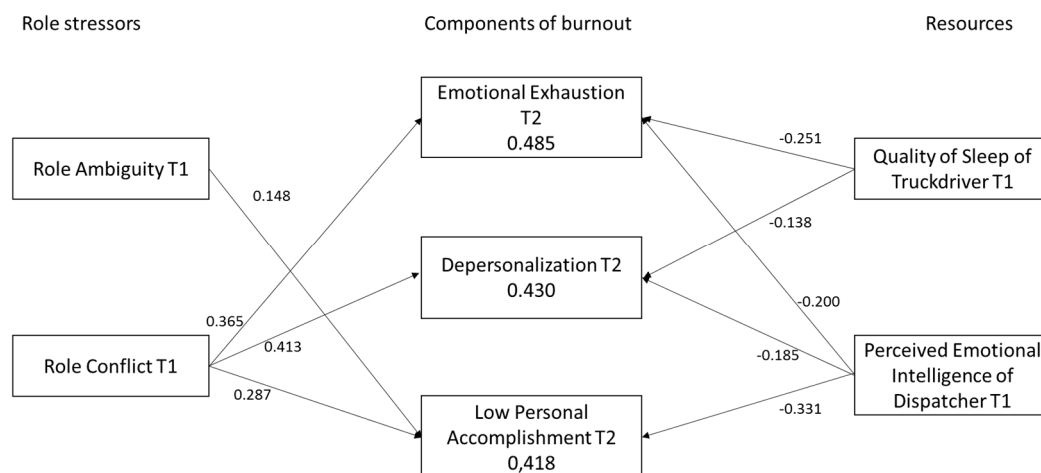 Role stressors
Components of burnout
Resources
Emotional Exhaustion
T2
0.485
-0.251
Role Ambiguity T1
Quality of Sleep of
Truckdriver T1
0.148
-0.138
Depersonalization T2
0.430
-0.200
0.365
0.413
Role Conflict T1
-0.185
Perceived Emotional
Intelligence of
Dispatcher T1
0.287
-0.331
Low Personal
Accomplishment T2
0,418